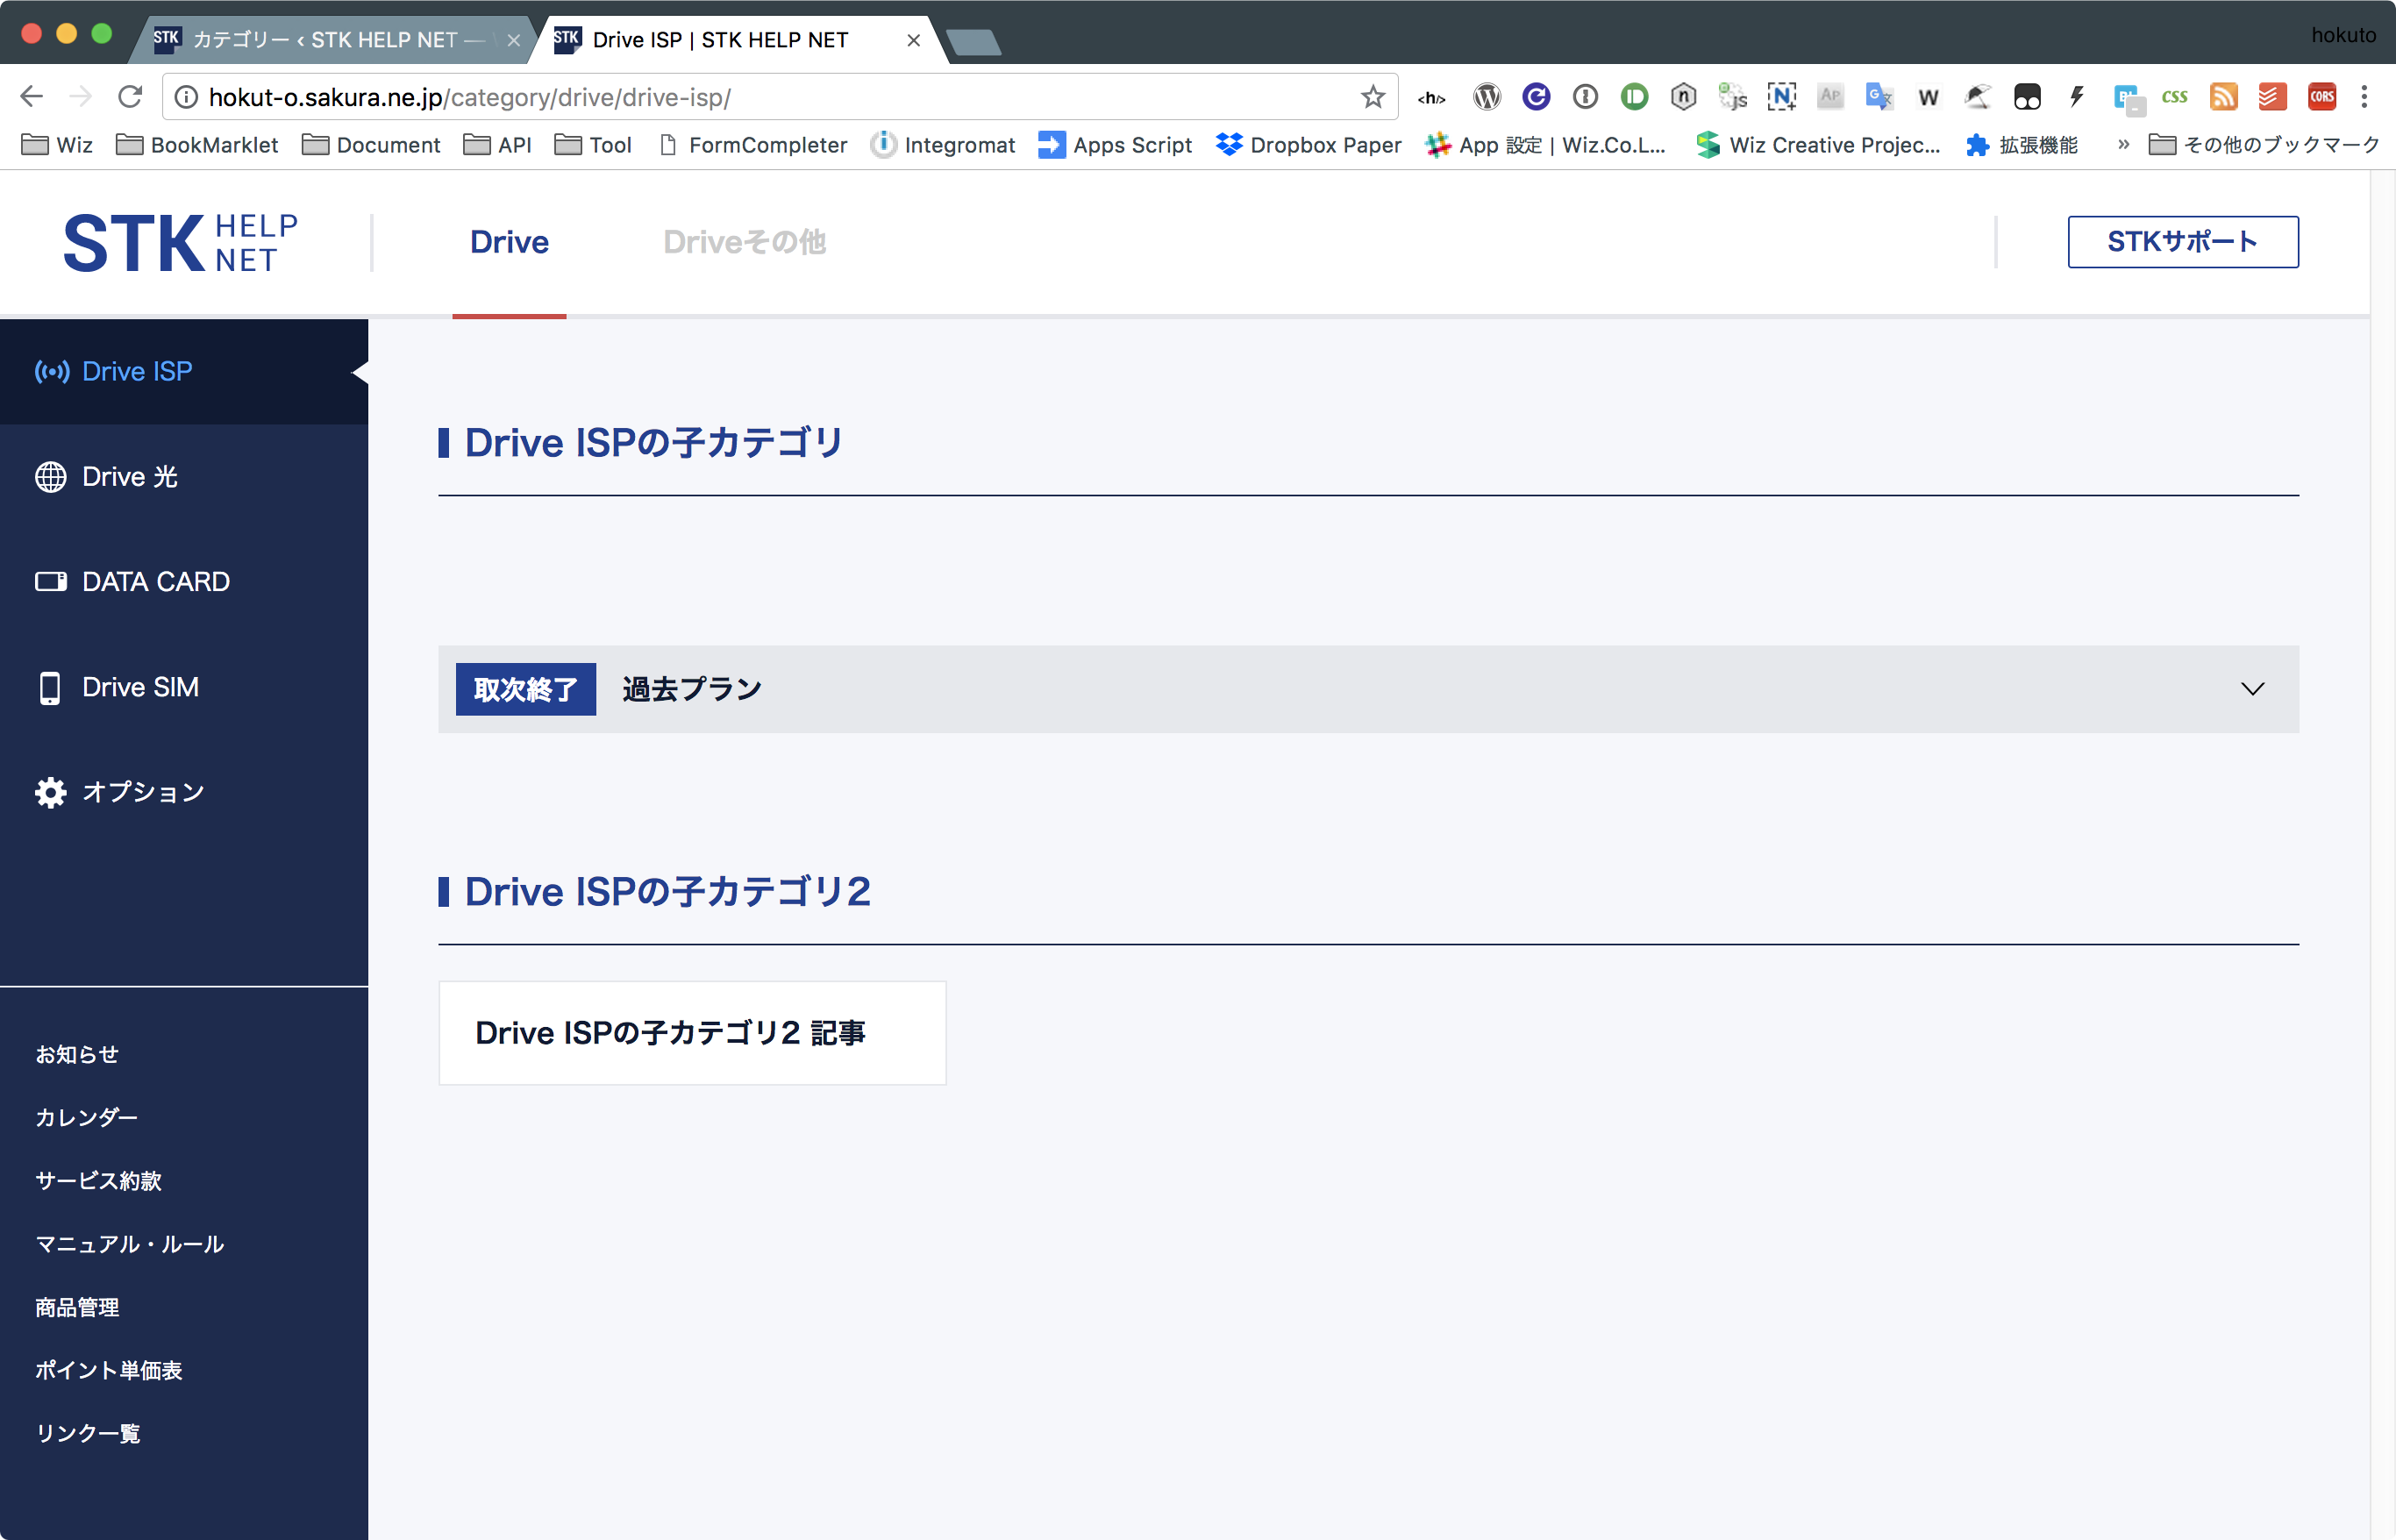 STK カテゴリー ‹ STK HELP NET —
STK Drive ISP | STK HELP NET
hokuto
hokut-o.sakura.ne.jp/category/drive/drive-isp/
Wiz BookMarklet Document API Tool FormCompleter Integromat Apps Script Dropbox Paper App 設定 | Wiz.Co.L... Wiz Creative Projec... 拡張機能 » その他のブックマーク
STK HELP NET
Drive
Driveその他
STKサポート
Drive ISP
Drive 光
DATA CARD
Drive SIM
オプション
お知らせ
カレンダー
サービス約款
マニュアル・ルール
商品管理
ポイント単価表
リンク一覧
Drive ISPの子カテゴリ
取次終了 過去プラン
Drive ISPの子カテゴリ2
Drive ISPの子カテゴリ2 記事